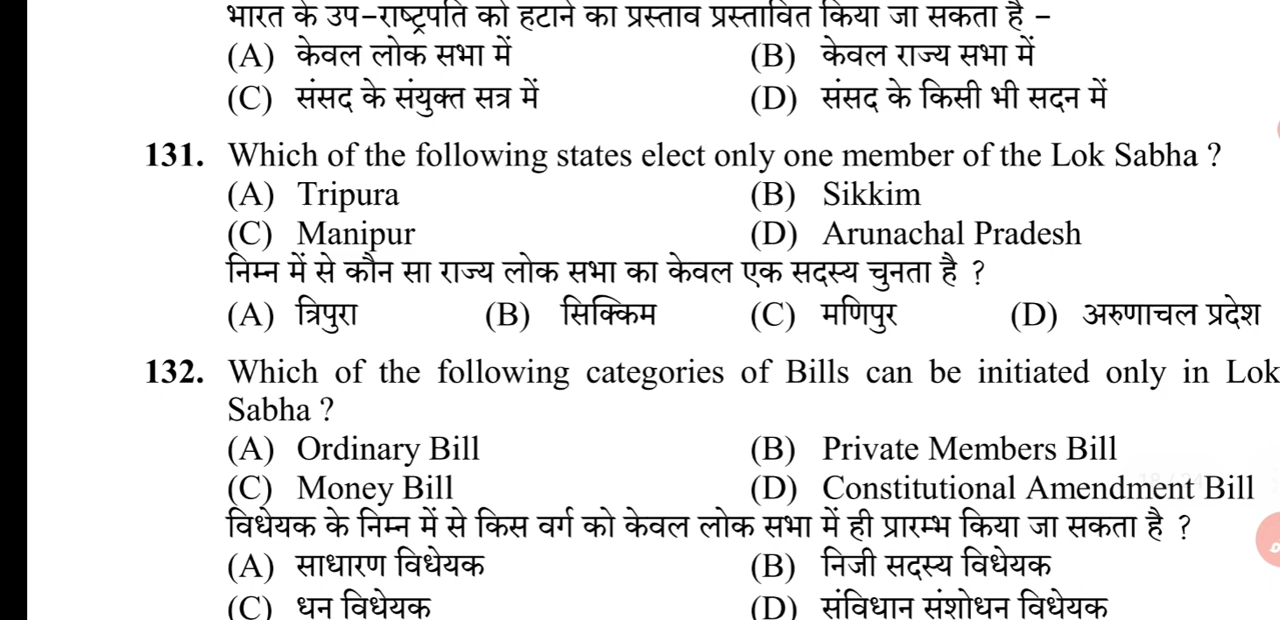 भारत के उप-राष्ट्रपति को हटाने का प्रस्ताव प्रस्तावित किया जा सकता है –
(A) केवल लोक सभा में (B) केवल राज्य सभा में
(C) संसद के संयुक्त सत्र में (D) संसद के किसी भी सदन में
131. Which of the following states elect only one member of the Lok Sabha ?
(A) Tripura (B) Sikkim
(C) Manipur (D) Arunachal Pradesh
निम्न में से कौन सा राज्य लोक सभा का केवल एक सदस्य चुनता है ?
(A) त्रिपुरा (B) सिक्किम (C) मणिपुर (D) अरुणाचल प्रदेश
132. Which of the following categories of Bills can be initiated only in Lok
Sabha ?
(A) Ordinary Bill (B) Private Members Bill
(C) Money Bill (D) Constitutional Amendment Bill
विधेयक के निम्न में से किस वर्ग को केवल लोक सभा में ही प्रारम्भ किया जा सकता है ?
(A) साधारण विधेयक (B) निजी सदस्य विधेयक
(C) धन विधेयक (D) संविधान संशोधन विधेयक